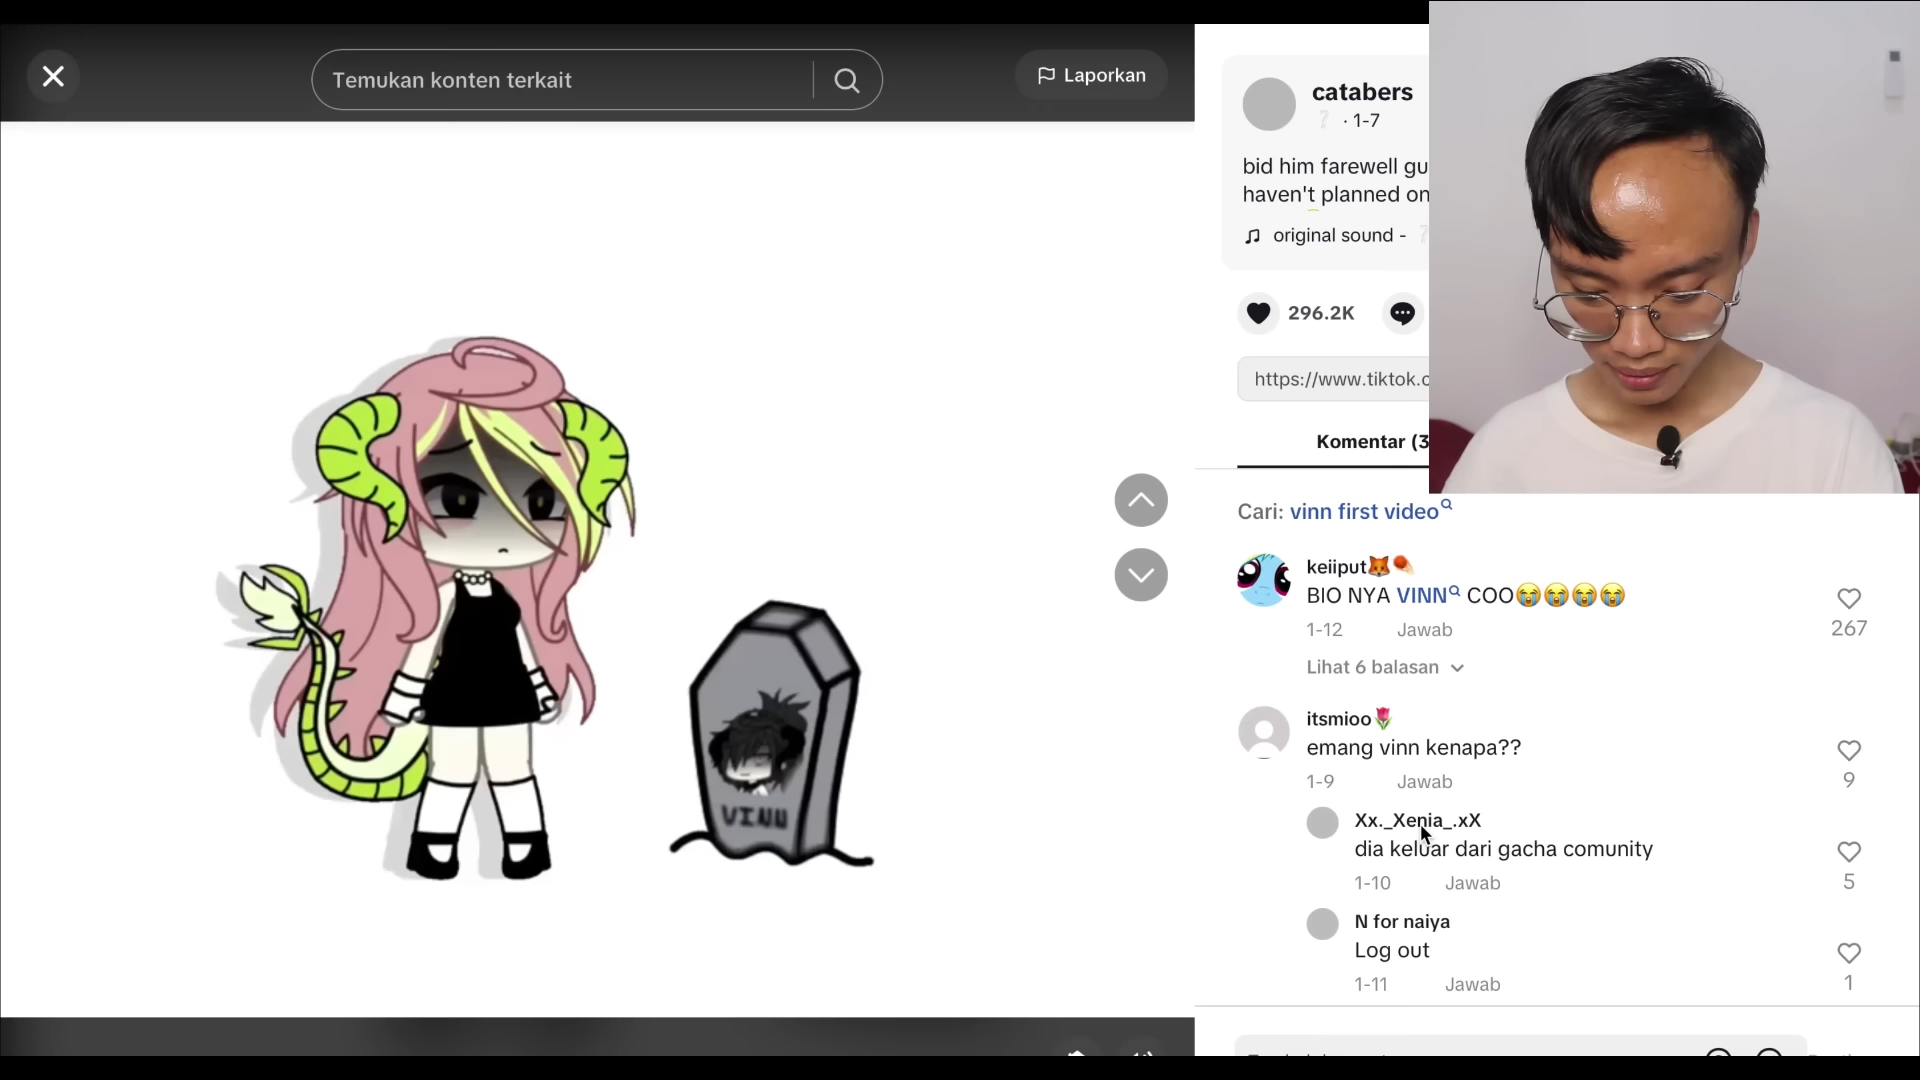 Temukan konten terkait
Laporkan
catabers
· 1-7
bid him farewell gu
haven't planned on
original sound -
296.2K
https://www.tiktok.c
Komentar (3
Cari: vinn first video
keiiput🦊☄️
BIO NYA VINN COO😭😭😭😭
1-12 Jawab
267
Lihat 6 balasan
itsmioo🌷
emang vinn kenapa??
1-9 Jawab
9
Xx._Xenia_.xX
dia keluar dari gacha comunity
1-10 Jawab
5
N for naiya
Log out
1-11 Jawab
1
VINN